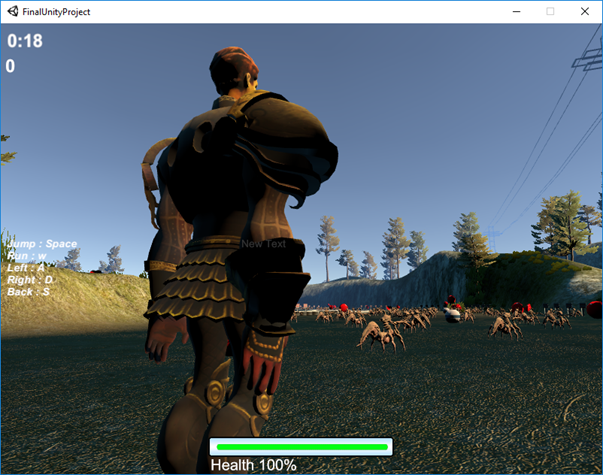 FinalUnityProject
0:18
0
Jump : Space
Run : w
Left : A
Right : D
Back : S
New Text
Health 100%